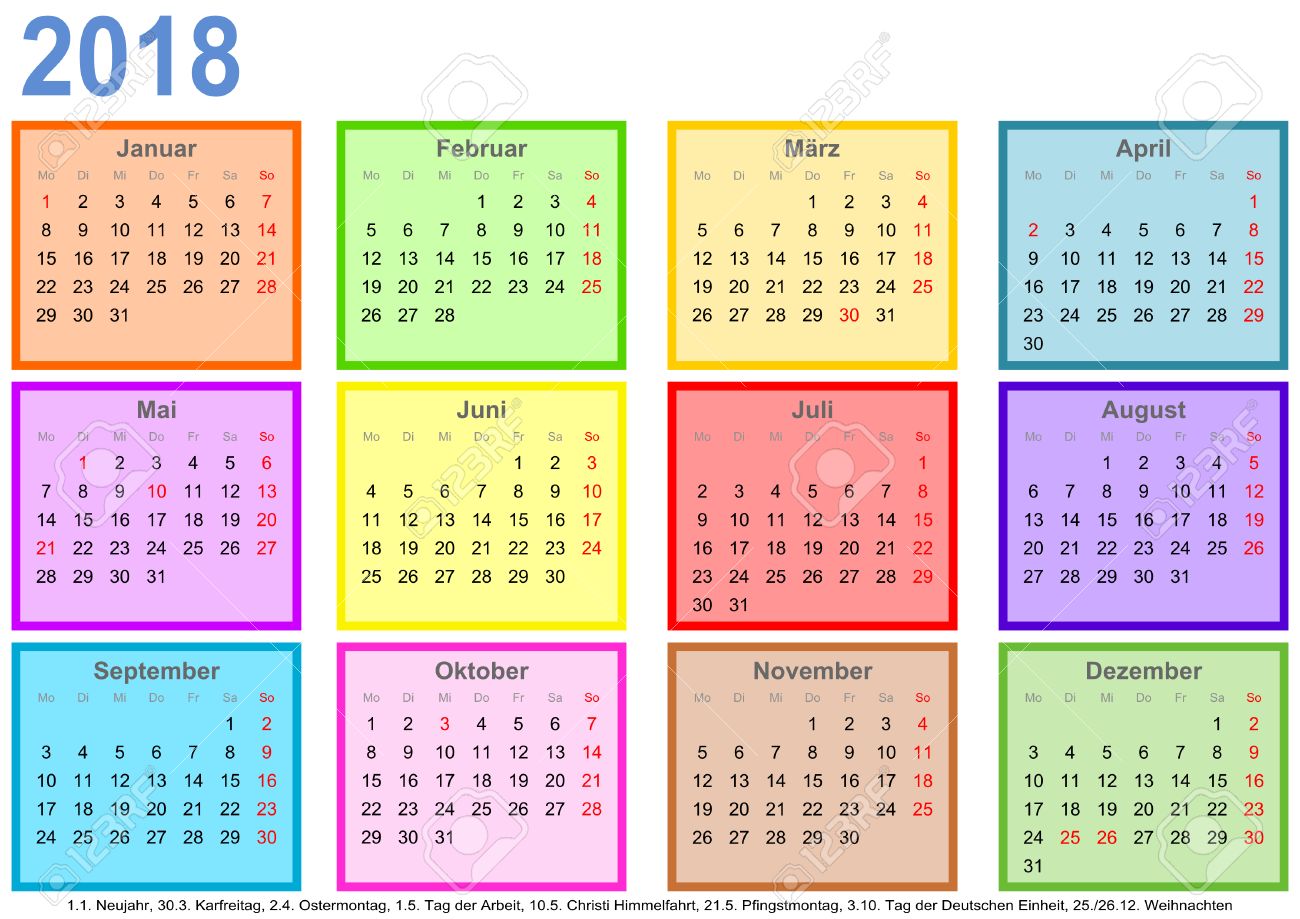 2018
Januar
Mo Di Mi Do Fr Sa So
1 2 3 4 5 6 7
8 9 10 11 12 13 14
15 16 17 18 19 20 21
22 23 24 25 26 27 28
29 30 31
Februar
Mo Di Mi Do Fr Sa So
1 2 3 4
5 6 7 8 9 10 11
12 13 14 15 16 17 18
19 20 21 22 23 24 25
26 27 28
März
Mo Di Mi Do Fr Sa So
1 2 3 4
5 6 7 8 9 10 11
12 13 14 15 16 17 18
19 20 21 22 23 24 25
26 27 28 29 30 31
April
Mo Di Mi Do Fr Sa So
1
2 3 4 5 6 7 8
9 10 11 12 13 14 15
16 17 18 19 20 21 22
23 24 25 26 27 28 29
30
Mai
Mo Di Mi Do Fr Sa So
1 2 3 4 5 6
7 8 9 10 11 12 13
14 15 16 17 18 19 20
21 22 23 24 25 26 27
28 29 30 31
Juni
Mo Di Mi Do Fr Sa So
1 2 3
4 5 6 7 8 9 10
11 12 13 14 15 16 17
18 19 20 21 22 23 24
25 26 27 28 29 30
Juli
Mo Di Mi Do Fr Sa So
1
2 3 4 5 6 7 8
9 10 11 12 13 14 15
16 17 18 19 20 21 22
23 24 25 26 27 28 29
30 31
August
Mo Di Mi Do Fr Sa So
1 2 3 4 5
6 7 8 9 10 11 12
13 14 15 16 17 18 19
20 21 22 23 24 25 26
27 28 29 30 31
September
Mo Di Mi Do Fr Sa So
1 2
3 4 5 6 7 8 9
10 11 12 13 14 15 16
17 18 19 20 21 22 23
24 25 26 27 28 29 30
Oktober
Mo Di Mi Do Fr Sa So
1 2 3 4 5 6 7
8 9 10 11 12 13 14
15 16 17 18 19 20 21
22 23 24 25 26 27 28
29 30 31
November
Mo Di Mi Do Fr Sa So
1 2 3 4
5 6 7 8 9 10 11
12 13 14 15 16 17 18
19 20 21 22 23 24 25
26 27 28 29 30
Dezember
Mo Di Mi Do Fr Sa So
1 2
3 4 5 6 7 8 9
10 11 12 13 14 15 16
17 18 19 20 21 22 23
24 25 26 27 28 29 30
31
1.1. Neujahr, 30.3. Karfreitag, 2.4. Ostermontag, 1.5. Tag der Arbeit, 10.5. Christi Himmelfahrt, 21.5. Pfingstmontag, 3.10. Tag der Deutschen Einheit, 25./26.12. Weihnachten
123RF
123RF
123RF
123RF
123RF
123RF
123RF
123RF
123RF
123RF
123RF
123RF